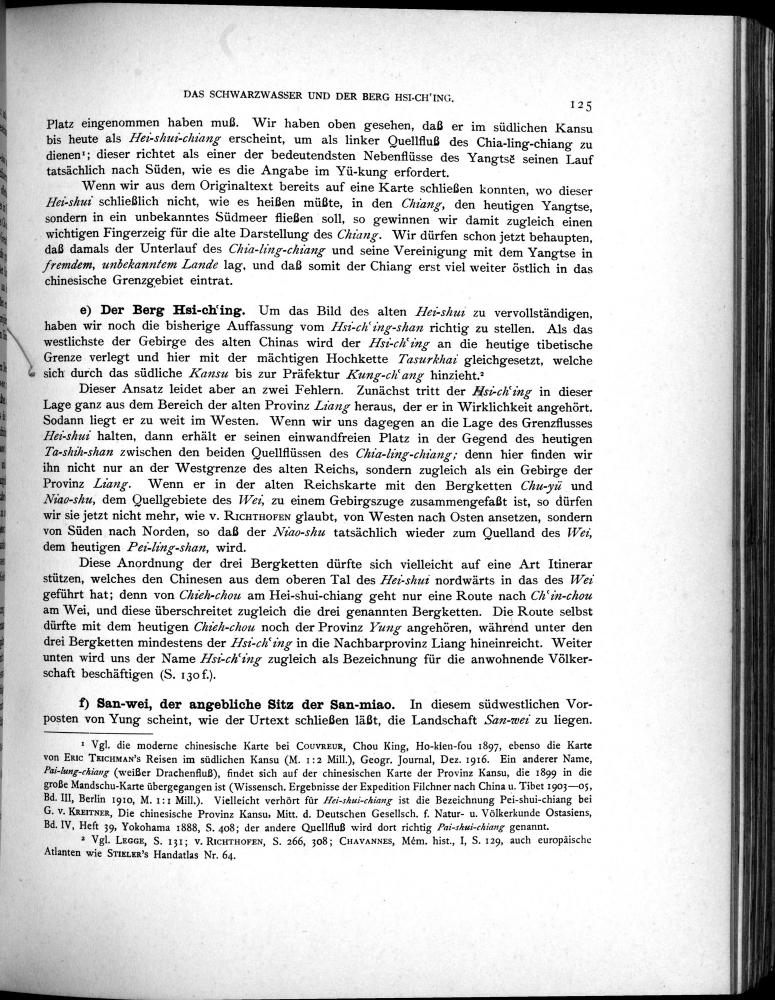 DAS SCHWARZWASSER UND DER BERG HSI-CHʻING.
125
Platz eingenommen haben muß. Wir haben oben gesehen, daß er im südlichen Kansu
bis heute als Hei-shui-chiang erscheint, um als linker Quellfluß des Chia-ling-chiang zu
dienen¹; dieser richtet als einer der bedeutendsten Nebenflüsse des Yangtsĕ seinen Lauf
tatsächlich nach Süden, wie es die Angabe im Yü-kung erfordert.
Wenn wir aus dem Originaltext bereits auf eine Karte schließen konnten, wo dieser
Hei-shui schließlich nicht, wie es heißen müßte, in den Chiang, den heutigen Yangtse,
sondern in ein unbekanntes Südmeer fließen soll, so gewinnen wir damit zugleich einen
wichtigen Fingerzeig für die alte Darstellung des Chiang. Wir dürfen schon jetzt behaupten,
daß damals der Unterlauf des Chia-ling-chiang und seine Vereinigung mit dem Yangtse in
fremdem, unbekanntem Lande lag, und daß somit der Chiang erst viel weiter östlich in das
chinesische Grenzgebiet eintrat.
e) Der Berg Hsi-chʻing. Um das Bild des alten Hei-shui zu vervollständigen,
haben wir noch die bisherige Auffassung vom Hsi-chʻing-shan richtig zu stellen. Als das
westlichste der Gebirge des alten Chinas wird der Hsi-chʻing an die heutige tibetische
Grenze verlegt und hier mit der mächtigen Hochkette Tasurkhai gleichgesetzt, welche
sich durch das südliche Kansu bis zur Präfektur Kung-chʻang hinzieht.²
Dieser Ansatz leidet aber an zwei Fehlern. Zunächst tritt der Hsi-chʻing in dieser
Lage ganz aus dem Bereich der alten Provinz Liang heraus, der er in Wirklichkeit angehört.
Sodann liegt er zu weit im Westen. Wenn wir uns dagegen an die Lage des Grenzflusses
Hei-shui halten, dann erhält er seinen einwandfreien Platz in der Gegend des heutigen
Ta-shih-shan zwischen den beiden Quellflüssen des Chia-ling-chiang; denn hier finden wir
ihn nicht nur an der Westgrenze des alten Reichs, sondern zugleich als ein Gebirge der
Provinz Liang. Wenn er in der alten Reichskarte mit den Bergketten Chu-yü und
Niao-shu, dem Quellgebiete des Wei, zu einem Gebirgszuge zusammengefaßt ist, so dürfen
wir sie jetzt nicht mehr, wie v. RICHTHOFEN glaubt, von Westen nach Osten ansetzen, sondern
von Süden nach Norden, so daß der Niao-shu tatsächlich wieder zum Quelland des Wei,
dem heutigen Pei-ling-shan, wird.
Diese Anordnung der drei Bergketten dürfte sich vielleicht auf eine Art Itinerar
stützen, welches den Chinesen aus dem oberen Tal des Hei-shui nordwärts in das des Wei
geführt hat; denn von Chieh-chou am Hei-shui-chiang geht nur eine Route nach Chʻin-chou
am Wei, und diese überschreitet zugleich die drei genannten Bergketten. Die Route selbst
dürfte mit dem heutigen Chieh-chou noch der Provinz Yung angehören, während unter den
drei Bergketten mindestens der Hsi-chʻing in die Nachbarprovinz Liang hineinreicht. Weiter
unten wird uns der Name Hsi-chʻing zugleich als Bezeichnung für die anwohnende Völker-
schaft beschäftigen (S. 130 f.).
f) San-wei, der angebliche Sitz der San-miao. In diesem südwestlichen Vor-
posten von Yung scheint, wie der Urtext schließen läßt, die Landschaft San-wei zu liegen.
¹ Vgl. die moderne chinesische Karte bei COUVREUR, Chou King, Ho-kien-fou 1897, ebenso die Karte
von ERIC TEICHMAN's Reisen im südlichen Kansu (M. 1:2 Mill.), Geogr. Journal, Dez. 1916. Ein anderer Name,
Pai-lung-chiang (weißer Drachenfluß), findet sich auf der chinesischen Karte der Provinz Kansu, die 1899 in die
große Mandschu-Karte übergegangen ist (Wissensch. Ergebnisse der Expedition Filchner nach China u. Tibet 1903—05,
Bd. III, Berlin 1910, M. 1:1 Mill.). Vielleicht verhört für Hei-shui-chiang ist die Bezeichnung Pei-shui-chiang bei
G. v. KREITNER, Die chinesische Provinz Kansu, Mitt. d. Deutschen Gesellsch. f. Natur- u. Völkerkunde Ostasiens,
Bd. IV, Heft 39, Yokohama 1888, S. 408; der andere Quellfluß wird dort richtig Pai-shui-chiang genannt.
² Vgl. LEGGE, S. 131; v. RICHTHOFEN, S. 266, 308; CHAVANNES, Mém. hist., I, S. 129, auch europäische
Atlanten wie STIELER's Handatlas Nr. 64.